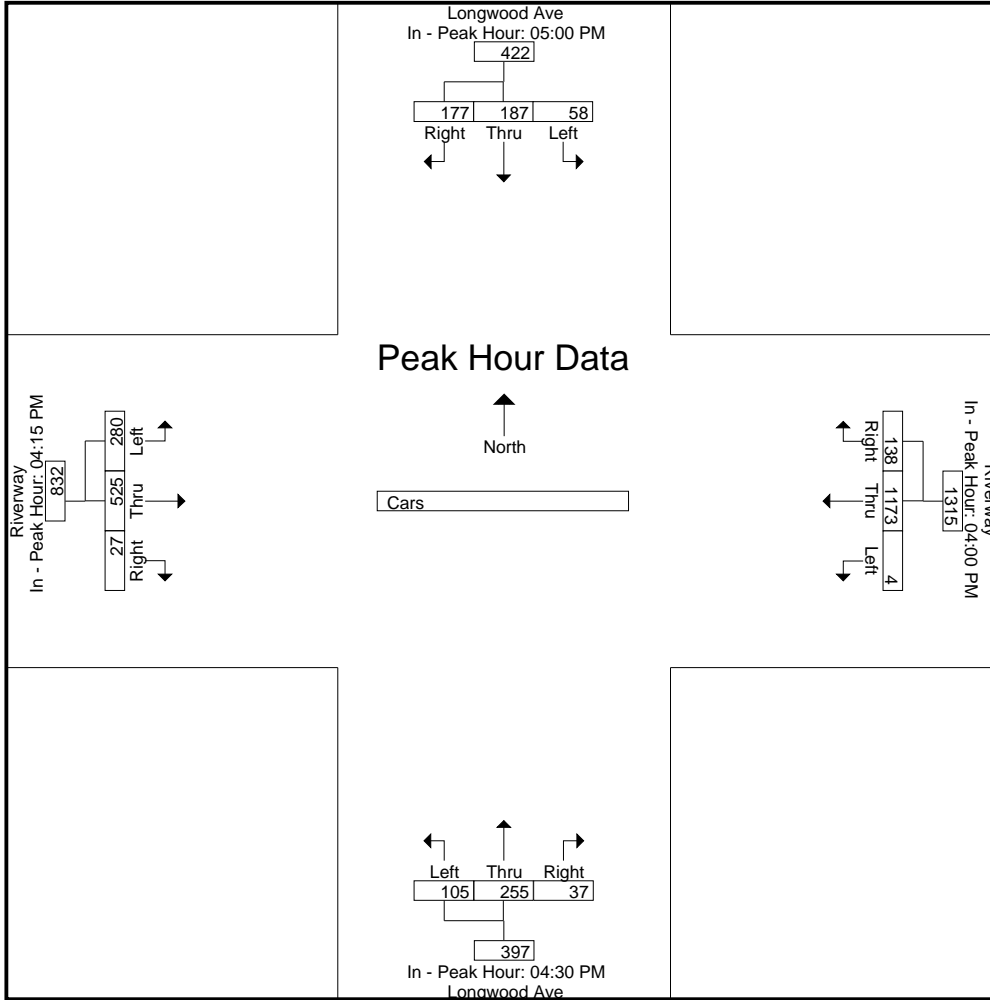 Longwood Ave
In - Peak Hour: 05:00 PM
422
177 187 58
Right Thru Left
Peak Hour Data
North
Cars
Riverway
In - Peak Hour: 04:15 PM
832
280 525 27
Left Thru Right
Riverway
In - Peak Hour: 04:00 PM
1315
138 1173 4
Right Thru Left
Left Thru Right
105 255 37
397
In - Peak Hour: 04:30 PM
Longwood Ave